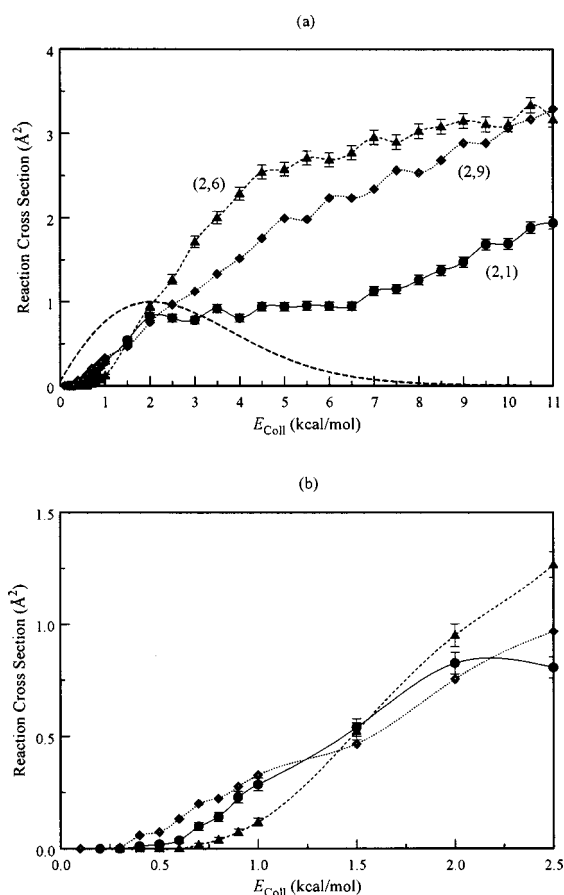 (a)
4
3
2
1
0
Reaction Cross Section (Å²)
(2,6)
(2,9)
(2,1)
0 1 2 3 4 5 6 7 8 9 10 11
E_Coll (kcal/mol)
(b)
1.5
1.0
0.5
0.0
Reaction Cross Section (Å²)
0.0 0.5 1.0 1.5 2.0 2.5
E_Coll (kcal/mol)